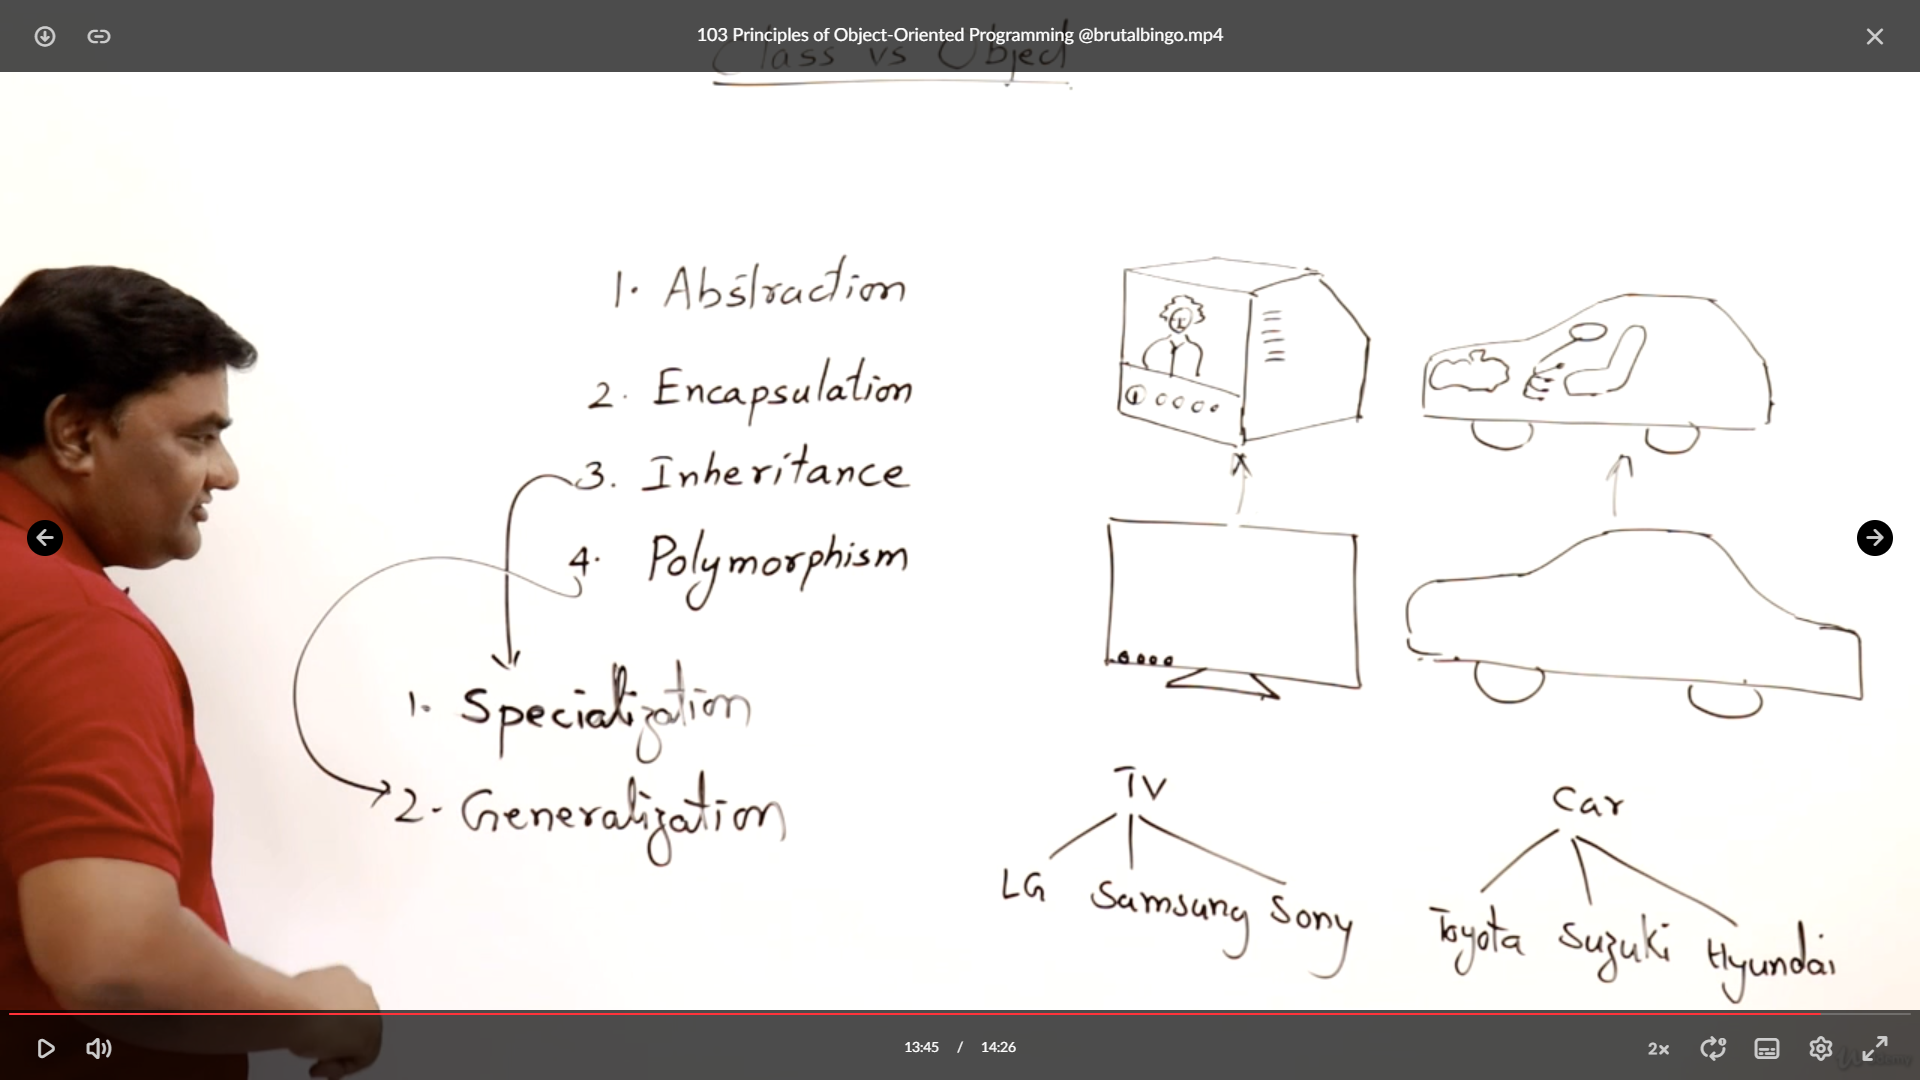 103 Principles of Object-Oriented Programming @brutalbingo.mp4
Class vs Object
1. Abstraction
2. Encapsulation
3. Inheritance
4. Polymorphism
1. Specialization
2- Generalization
TV
LG Samsung Sony
Car
Toyota Suzuki Hyundai
13:45 / 14:26
2x